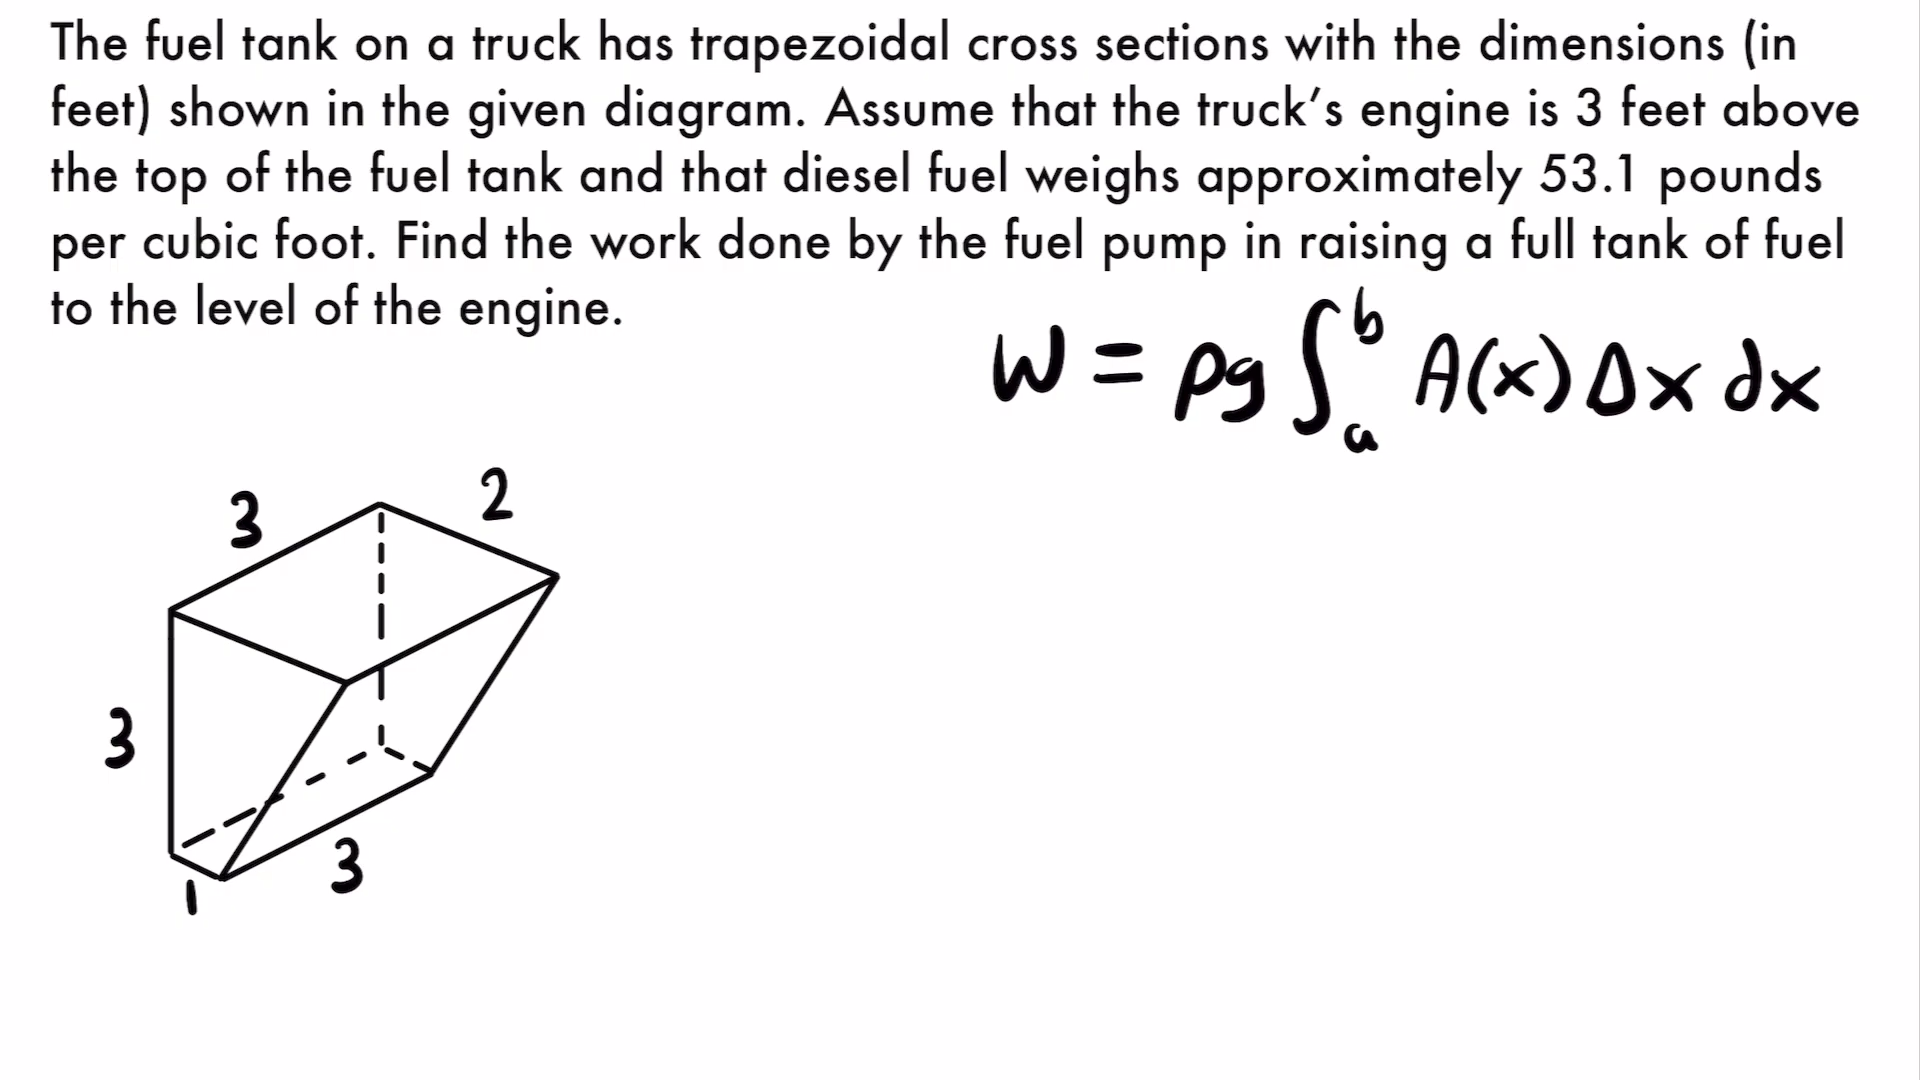 The fuel tank on a truck has trapezoidal cross sections with the dimensions (in
feet) shown in the given diagram. Assume that the truck’s engine is 3 feet above
the top of the fuel tank and that diesel fuel weighs approximately 53.1 pounds
per cubic foot. Find the work done by the fuel pump in raising a full tank of fuel
to the level of the engine.
W = ρg ∫_a^b A(x) Δx dx
3 2
3
3
1